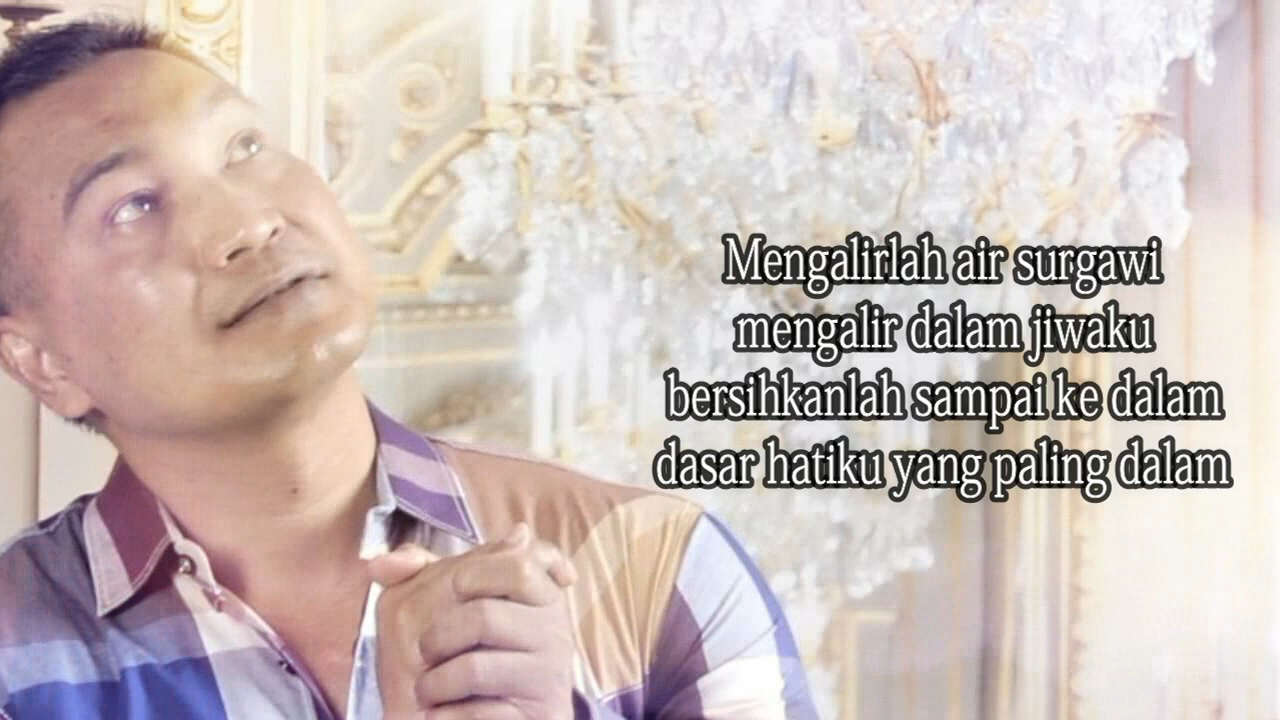 Mengalirlah air surgawi
mengalir dalam jiwaku
bersihkanlah sampai ke dalam
dasar hatiku yang paling dalam